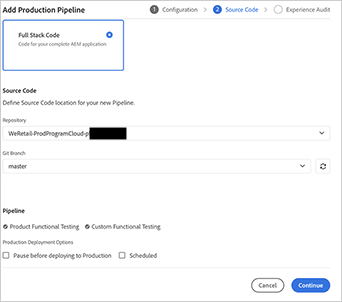 Add Production Pipeline
1 Configuration
2 Source Code
3 Experience Audit
Full Stack Code
Code for your complete AEM application
Source Code
Define Source Code location for your new Pipeline.
Repository
WeRetail-ProdProgramCloud-p
Git Branch
master
Pipeline
Product Functional Testing Custom Functional Testing
Production Deployment Options
Pause before deploying to Production Scheduled
Cancel Continue